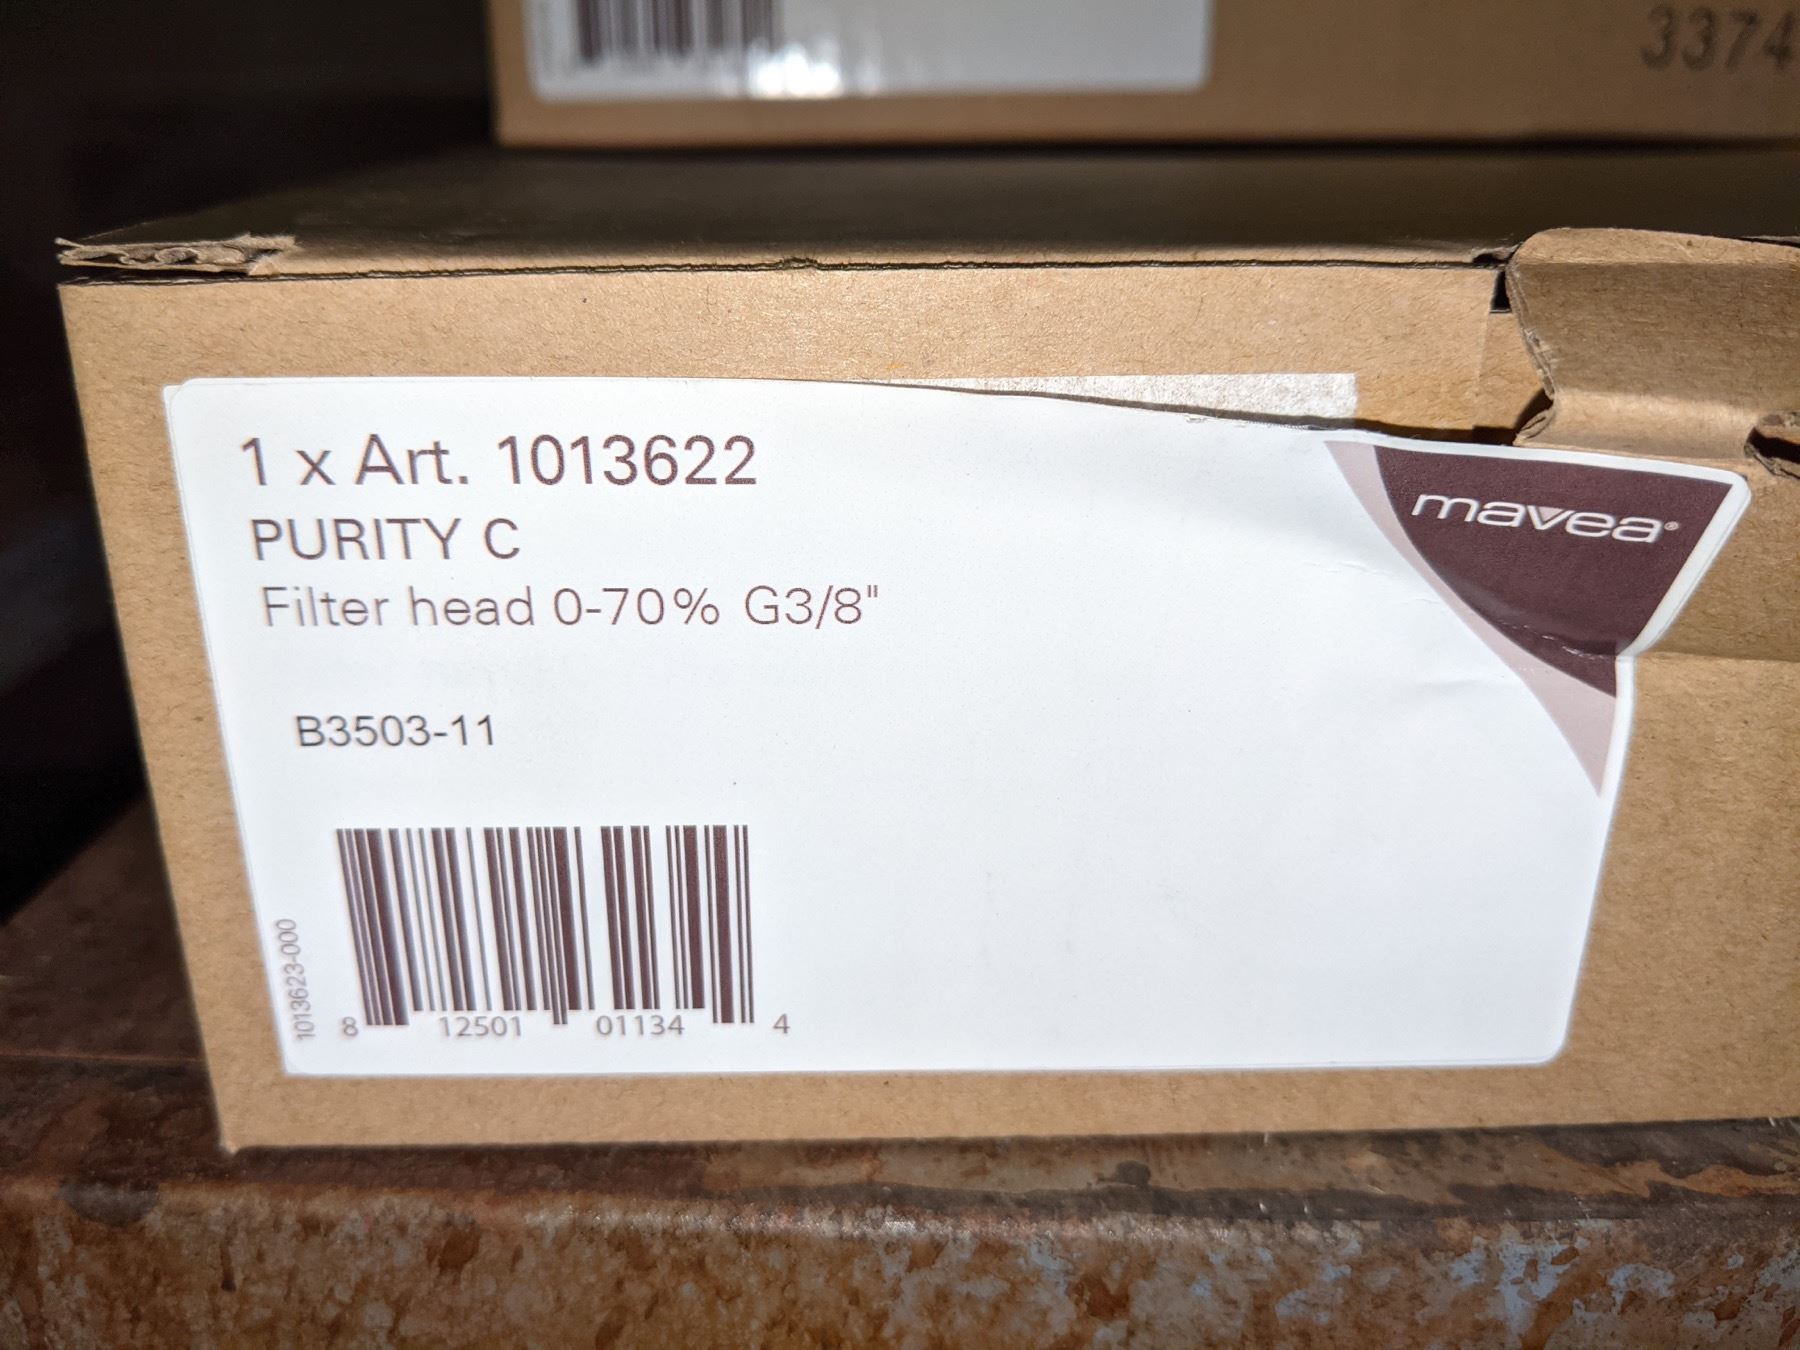 3374
1 x Art. 1013622
PURITY C
Filter head 0-70% G3/8"
mavea®
B3503-11
1013623-000
8 12501 01134 4